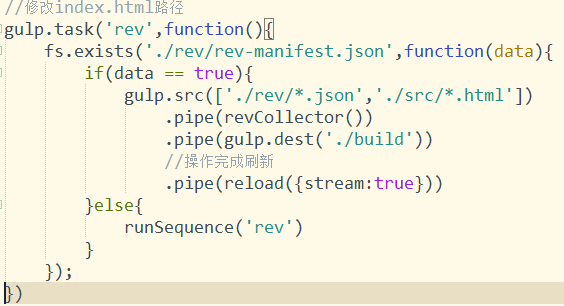 //修改index.html路径
gulp.task('rev',function(){
    fs.exists('./rev/rev-manifest.json',function(data){
        if(data == true){
            gulp.src(['./rev/*.json','./src/*.html'])
                .pipe(revCollector())
                .pipe(gulp.dest('./build'))
                //操作完成刷新
                .pipe(reload({stream:true}))
        }else{
            runSequence('rev')
        }
    });
})